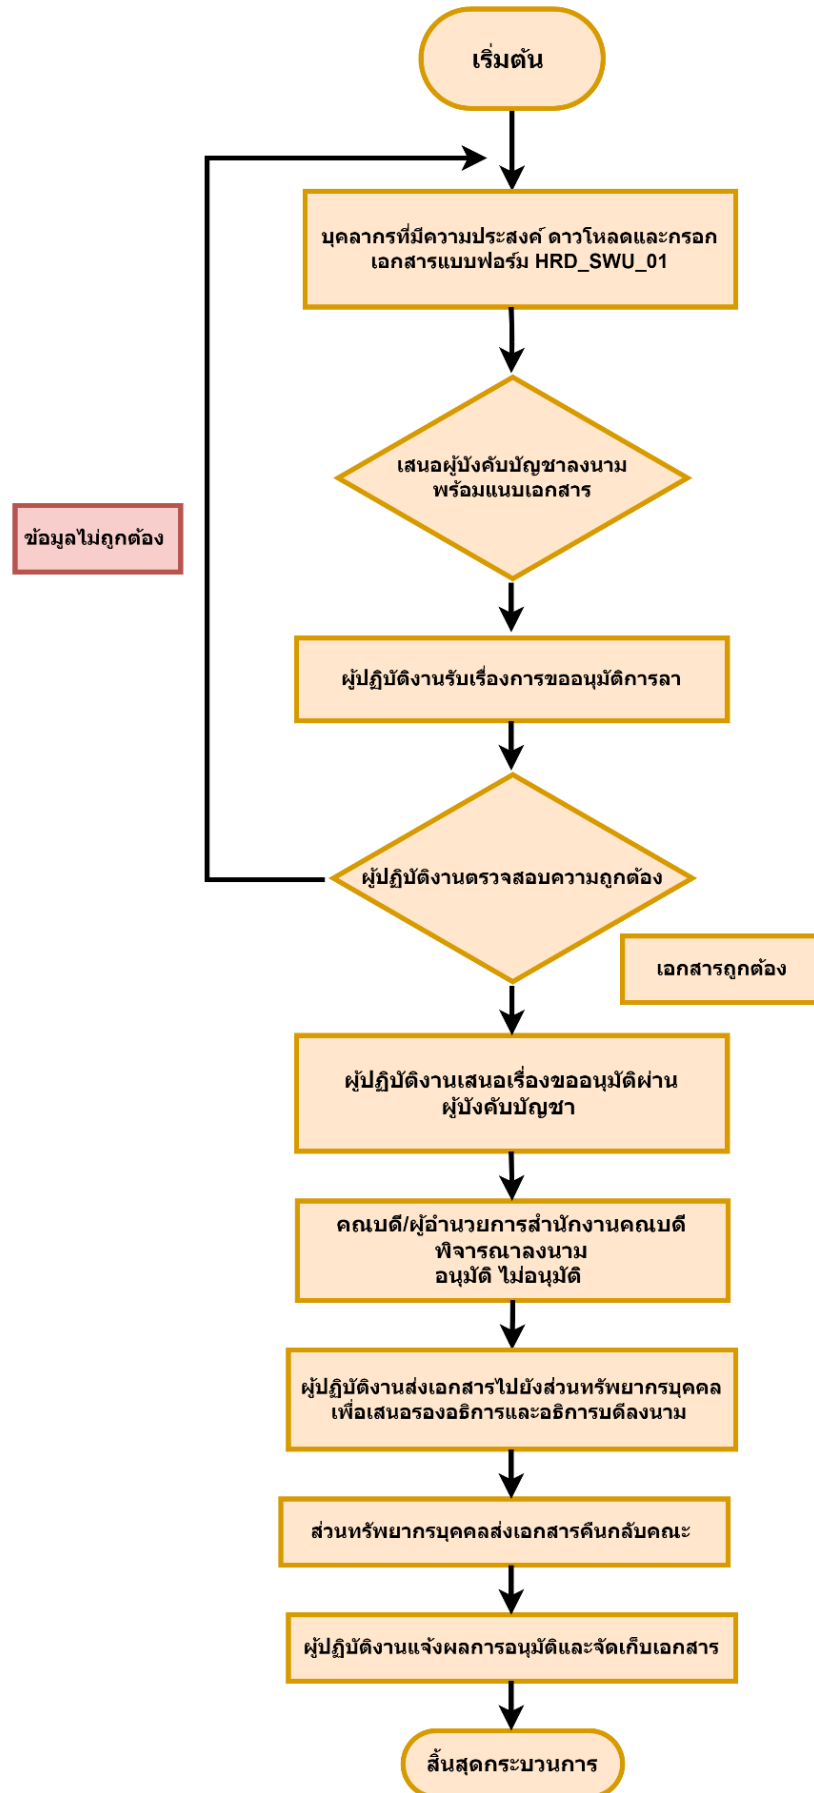 เริ่มต้น
บุคลากรที่มีความประสงค์ ดาวโหลดและกรอก
เอกสารแบบฟอร์ม HRD_SWU_01
เสนอผู้บังคับบัญชาลงนาม
พร้อมแนบเอกสาร
ข้อมูลไม่ถูกต้อง
ผู้ปฏิบัติงานรับเรื่องการขออนุมัติการลา
ผู้ปฏิบัติงานตรวจสอบความถูกต้อง
เอกสารถูกต้อง
ผู้ปฏิบัติงานเสนอเรื่องขออนุมัติผ่าน
ผู้บังคับบัญชา
คณบดี/ผู้อำนวยการสำนักงานคณบดี
พิจารณาลงนาม
อนุมัติ ไม่อนุมัติ
ผู้ปฏิบัติงานส่งเอกสารไปยังส่วนทรัพยากรบุคคล
เพื่อเสนอรองอธิการและอธิการบดีลงนาม
ส่วนทรัพยากรบุคคลส่งเอกสารคืนกลับคณะ
ผู้ปฏิบัติงานแจ้งผลการอนุมัติและจัดเก็บเอกสาร
สิ้นสุดกระบวนการ